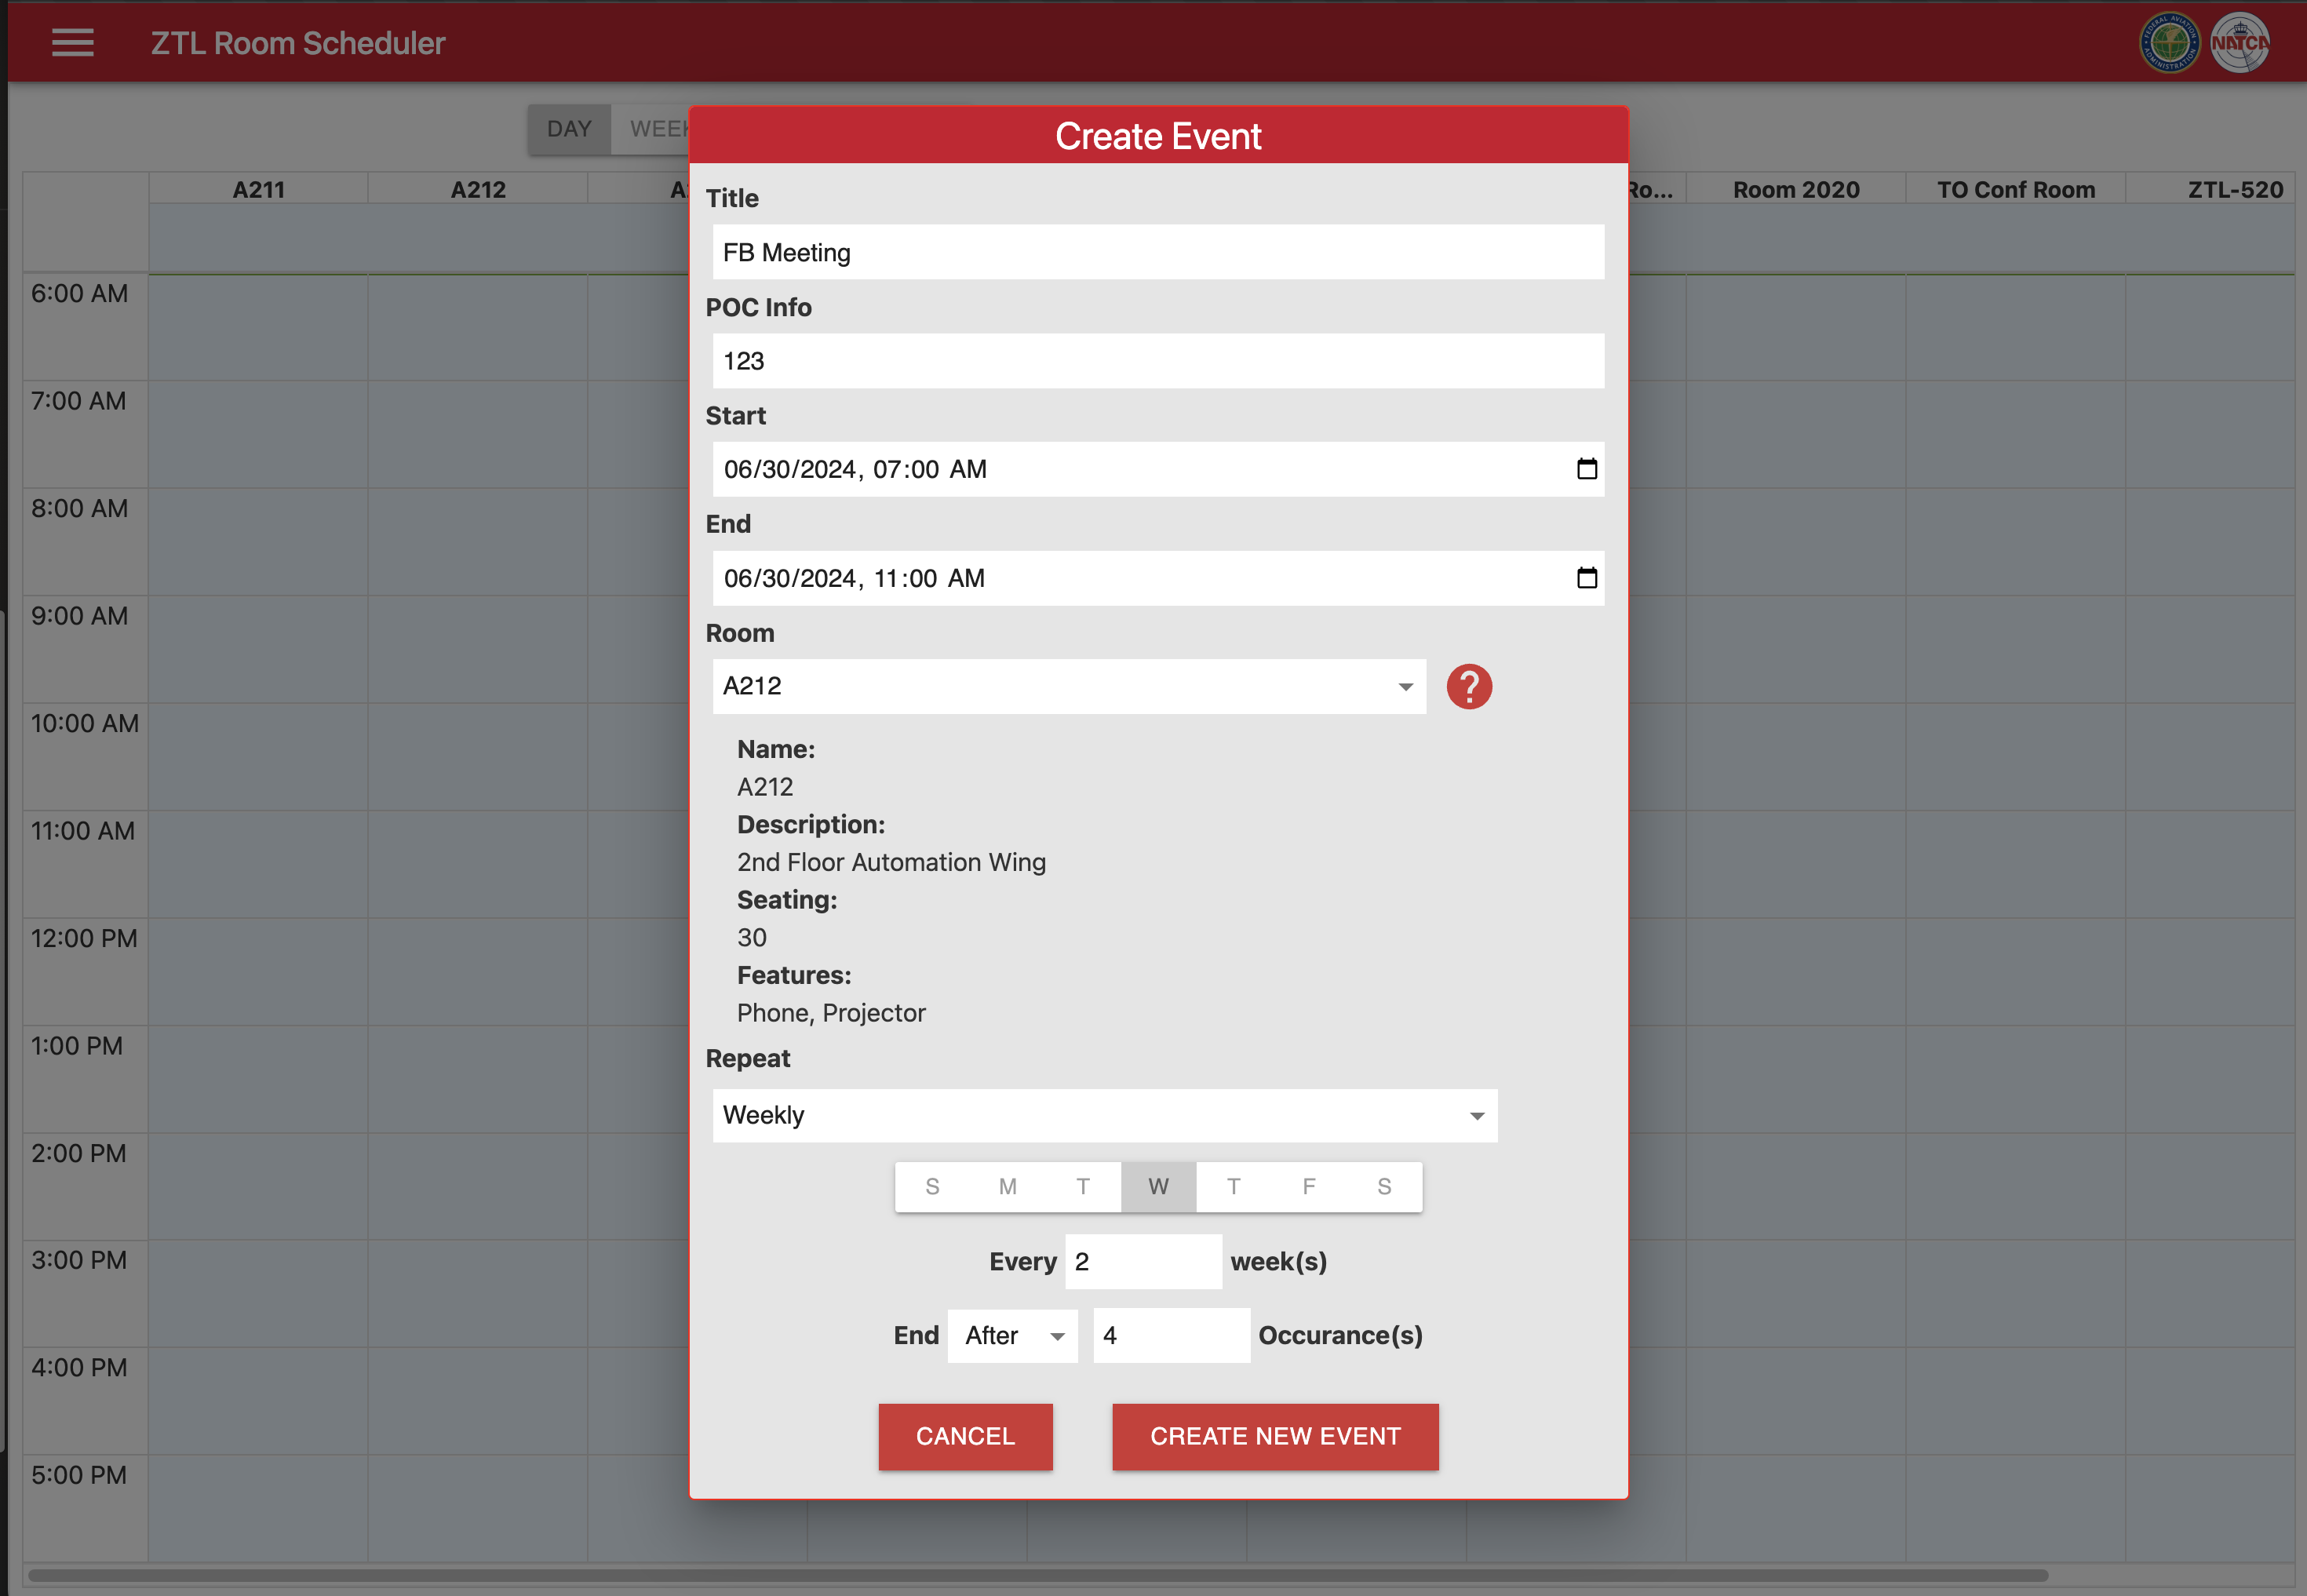 ZTL Room Scheduler
FEDERAL AVIATION ADMINISTRATION
NATCA
DAY WEEK
A211 A212 A Ro... Room 2020 TO Conf Room ZTL-520
6:00 AM
7:00 AM
8:00 AM
9:00 AM
10:00 AM
11:00 AM
12:00 PM
1:00 PM
2:00 PM
3:00 PM
4:00 PM
5:00 PM
Create Event
Title
FB Meeting
POC Info
123
Start
06/30/2024, 07:00 AM
End
06/30/2024, 11:00 AM
Room
A212
?
Name:
A212
Description:
2nd Floor Automation Wing
Seating:
30
Features:
Phone, Projector
Repeat
Weekly
S M T W T F S
Every 2 week(s)
End After 4 Occurance(s)
CANCEL CREATE NEW EVENT